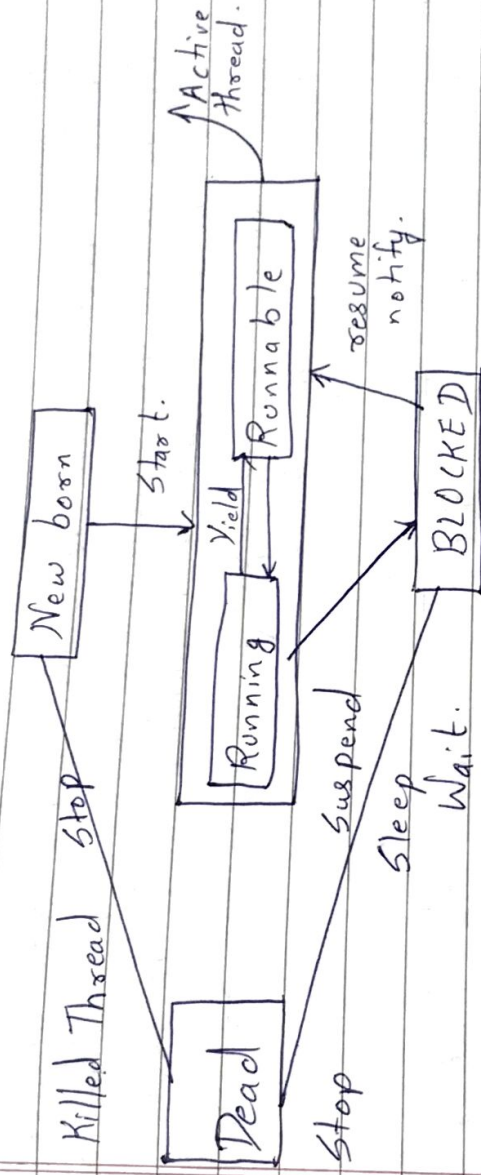 New born
Killed Thread
Stop
Start.
Active
thread.
Yield
Running
Runnable
Dead
Suspend
resume
notify.
Sleep
Stop
Wait.
BLOCKED